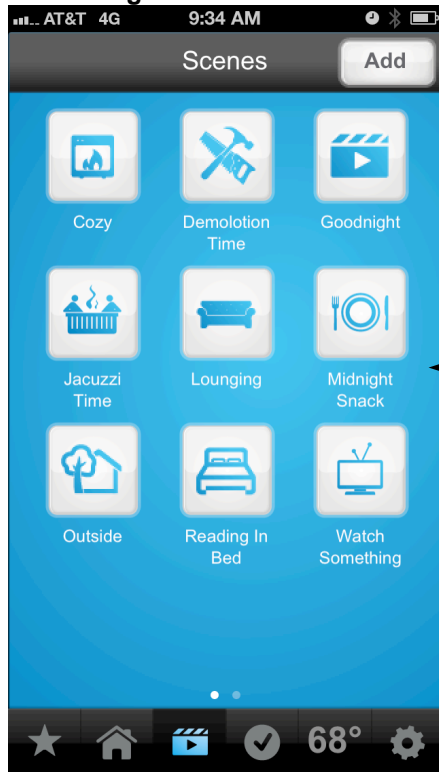 AT&T 4G 9:34 AM
Scenes Add
Cozy Demolotion Goodnight
Time
Jacuzzi Lounging Midnight
Time Snack
Outside Reading In Watch
Bed Something
68°